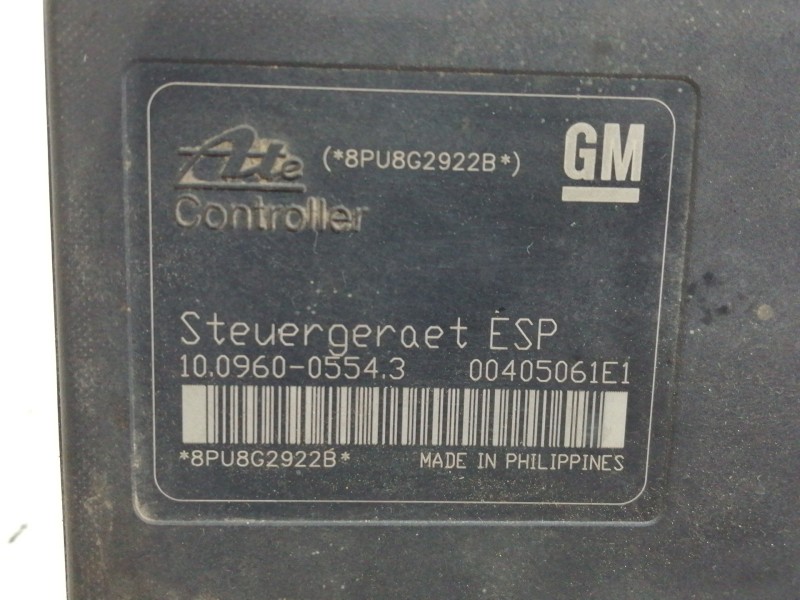 Ate (*8PU8G2922B*) GM
Controller
Steuergeraet ESP
10.0960-0554.3 00405061E1
*8PU8G2922B* MADE IN PHILIPPINES